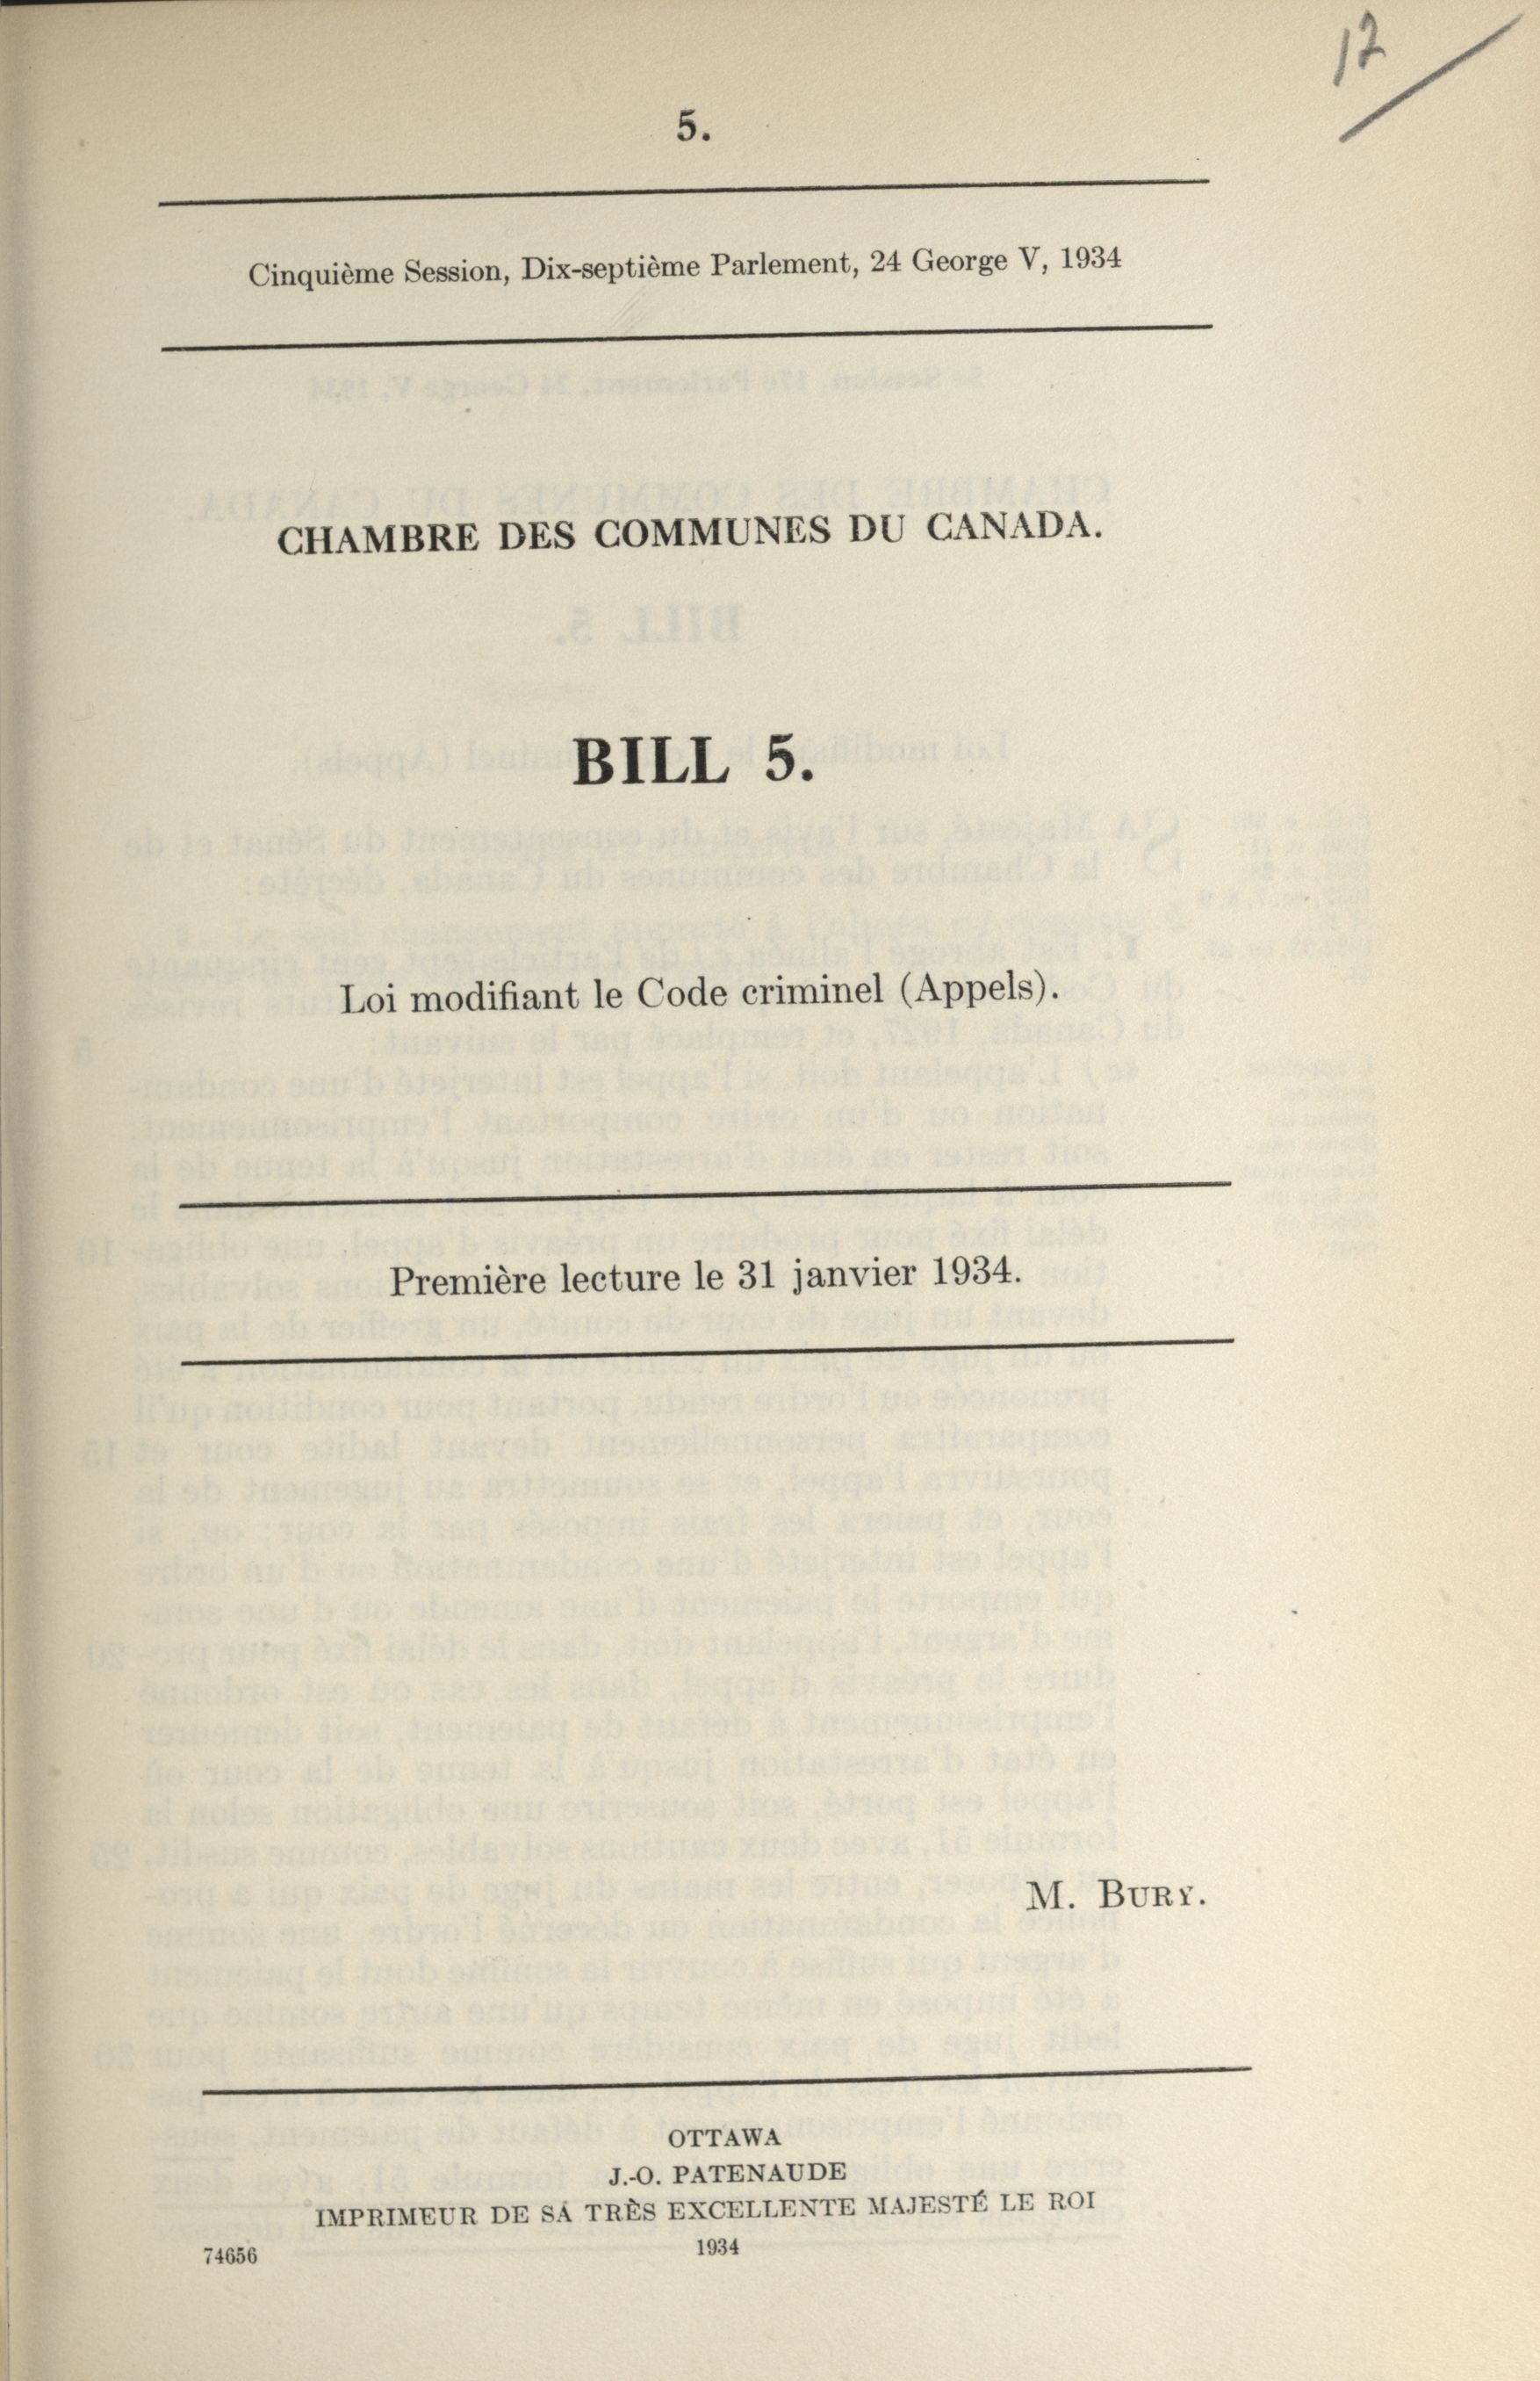 17
5.
Cinquième Session, Dix-septième Parlement, 24 George V, 1934
CHAMBRE DES COMMUNES DU CANADA.
BILL 5.
Loi modifiant le Code criminel (Appels).
Première lecture le 31 janvier 1934.
M. BURY.
OTTAWA
J.-O. PATENAUDE
IMPRIMEUR DE SA TRÈS EXCELLENTE MAJESTÉ LE ROI
74656 1934